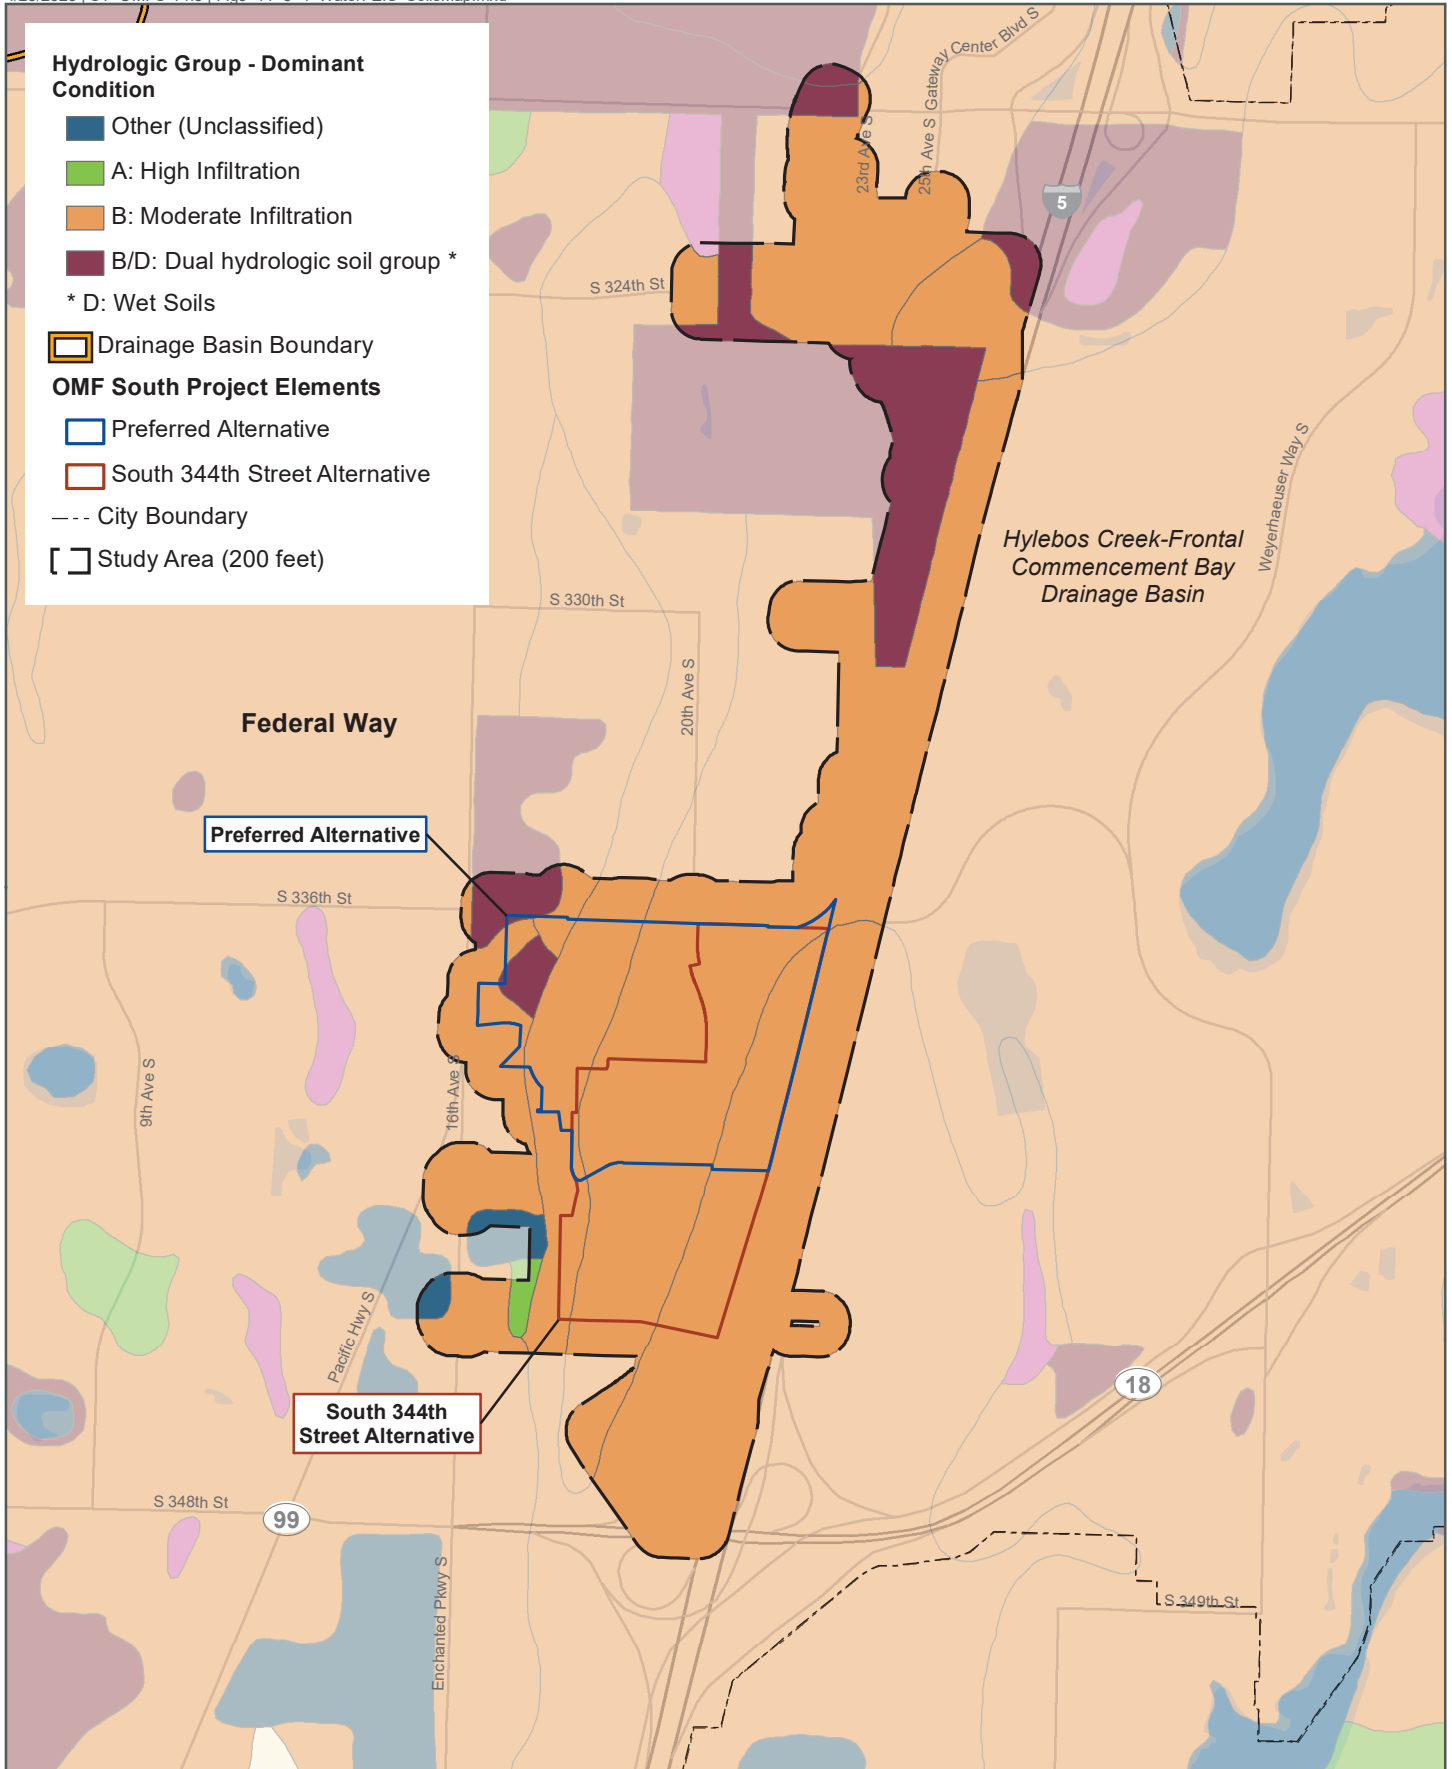 Hydrologic Group - Dominant
Condition
Other (Unclassified)
A: High Infiltration
B: Moderate Infiltration
B/D: Dual hydrologic soil group *
* D: Wet Soils
Drainage Basin Boundary
OMF South Project Elements
Preferred Alternative
South 344th Street Alternative
City Boundary
Study Area (200 feet)
Gateway Center Blvd S
23rd Ave S
25th Ave S
5
S 324th St
Weyerhaeuser Way S
Hylebos Creek-Frontal
Commencement Bay
Drainage Basin
S 330th St
20th Ave S
Federal Way
Preferred Alternative
S 336th St
9th Ave S
16th Ave S
Pacific Hwy S
18
South 344th
Street Alternative
S 348th St
99
Enchanted Pkwy S
S 349th St